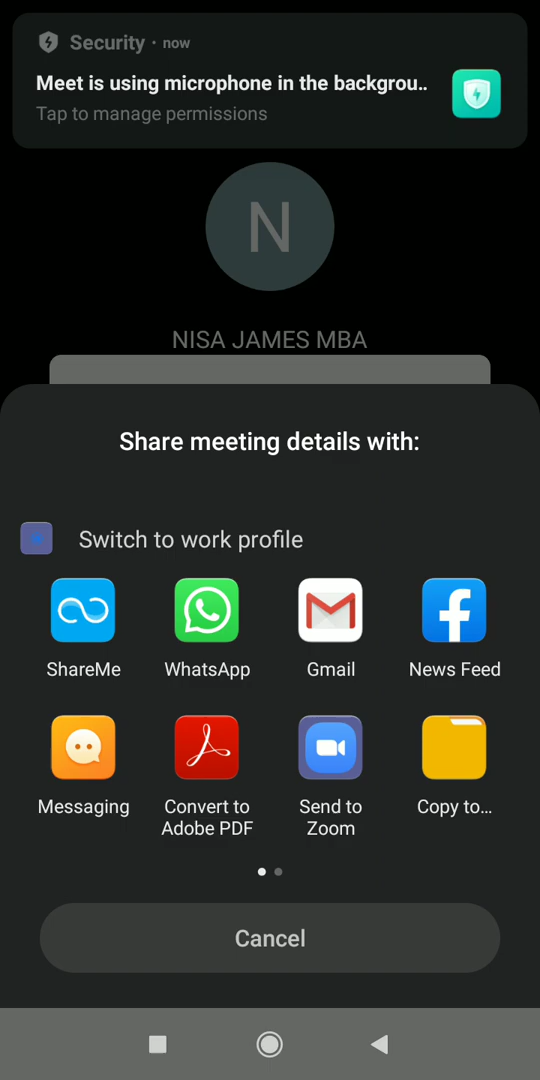 Security · now
Meet is using microphone in the backgrou..
Tap to manage permissions
N
NISA JAMES MBA
Share meeting details with:
Switch to work profile
ShareMe
WhatsApp
Gmail
News Feed
Messaging
Convert to
Adobe PDF
Send to
Zoom
Copy to...
Cancel